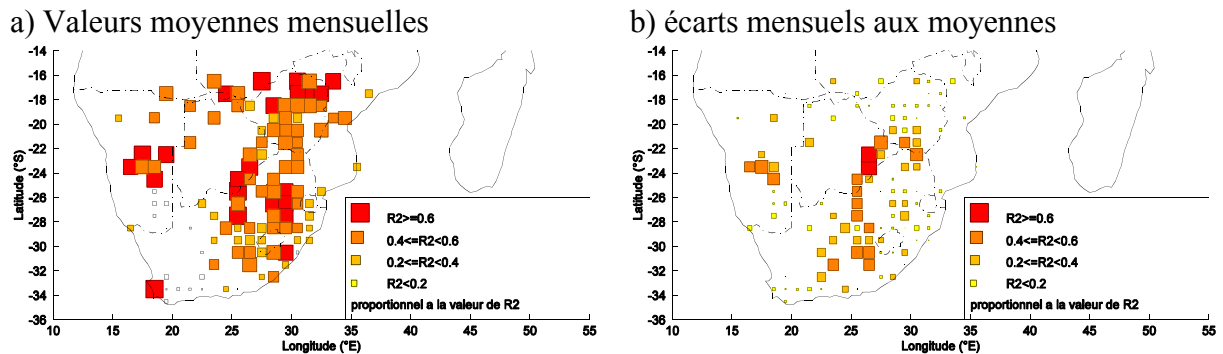 a) Valeurs moyennes mensuelles
b) écarts mensuels aux moyennes
-14
-16
-18
-20
-22
-24
-26
-28
-30
-32
-34
-36
Latitude (°S)
10 15 20 25 30 35 40 45 50 55
Longitude (°E)
R2>=0.6
0.4<=R2<0.6
0.2<=R2<0.4
R2<0.2
proportionnel a la valeur de R2
-14
-16
-18
-20
-22
-24
-26
-28
-30
-32
-34
-36
Latitude (°S)
10 15 20 25 30 35 40 45 50 55
Longitude (°E)
R2>=0.6
0.4<=R2<0.6
0.2<=R2<0.4
R2<0.2
proportionnel a la valeur de R2